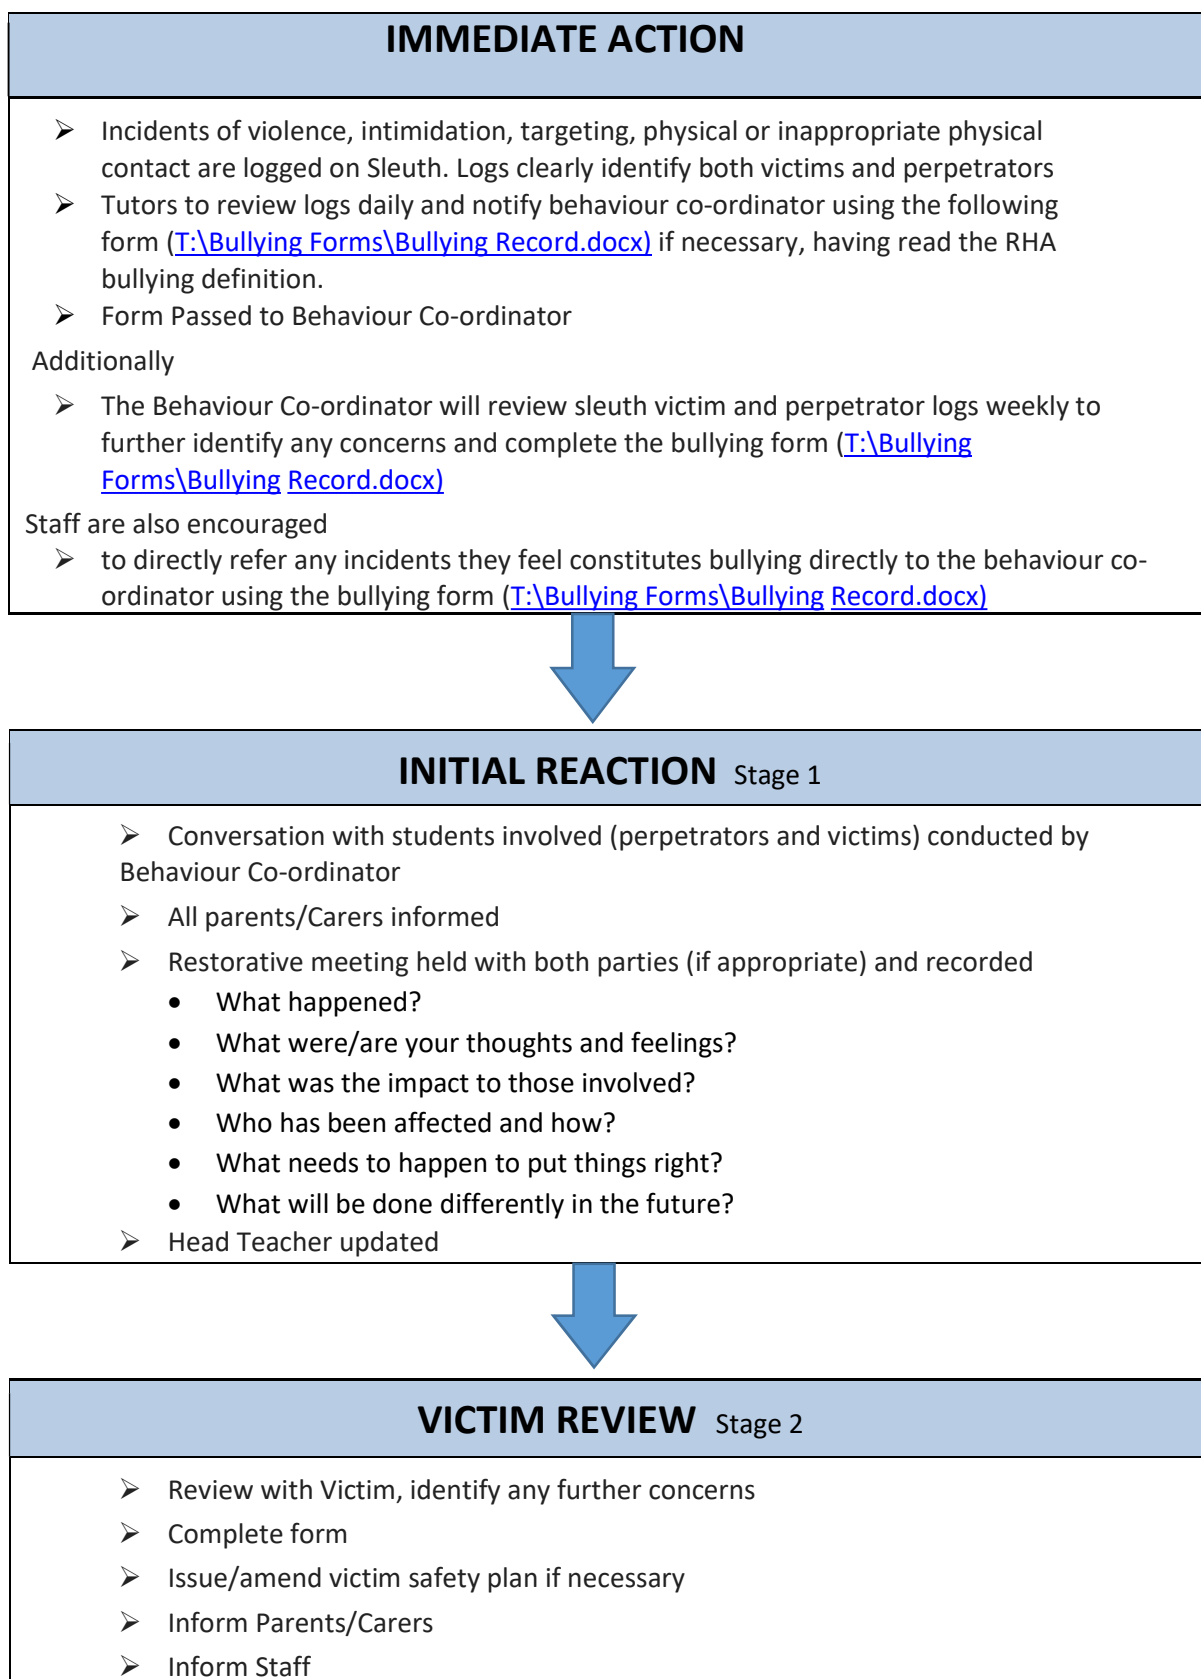 IMMEDIATE ACTION
➢ Incidents of violence, intimidation, targeting, physical or inappropriate physical
contact are logged on Sleuth. Logs clearly identify both victims and perpetrators
➢ Tutors to review logs daily and notify behaviour co-ordinator using the following
form (T:\Bullying Forms\Bullying Record.docx) if necessary, having read the RHA
bullying definition.
➢ Form Passed to Behaviour Co-ordinator
Additionally
➢ The Behaviour Co-ordinator will review sleuth victim and perpetrator logs weekly to
further identify any concerns and complete the bullying form (T:\Bullying
Forms\Bullying Record.docx)
Staff are also encouraged
➢ to directly refer any incidents they feel constitutes bullying directly to the behaviour co-
ordinator using the bullying form (T:\Bullying Forms\Bullying Record.docx)
INITIAL REACTION Stage 1
➢ Conversation with students involved (perpetrators and victims) conducted by
Behaviour Co-ordinator
➢ All parents/Carers informed
➢ Restorative meeting held with both parties (if appropriate) and recorded
• What happened?
• What were/are your thoughts and feelings?
• What was the impact to those involved?
• Who has been affected and how?
• What needs to happen to put things right?
• What will be done differently in the future?
➢ Head Teacher updated
VICTIM REVIEW Stage 2
➢ Review with Victim, identify any further concerns
➢ Complete form
➢ Issue/amend victim safety plan if necessary
➢ Inform Parents/Carers
➢ Inform Staff